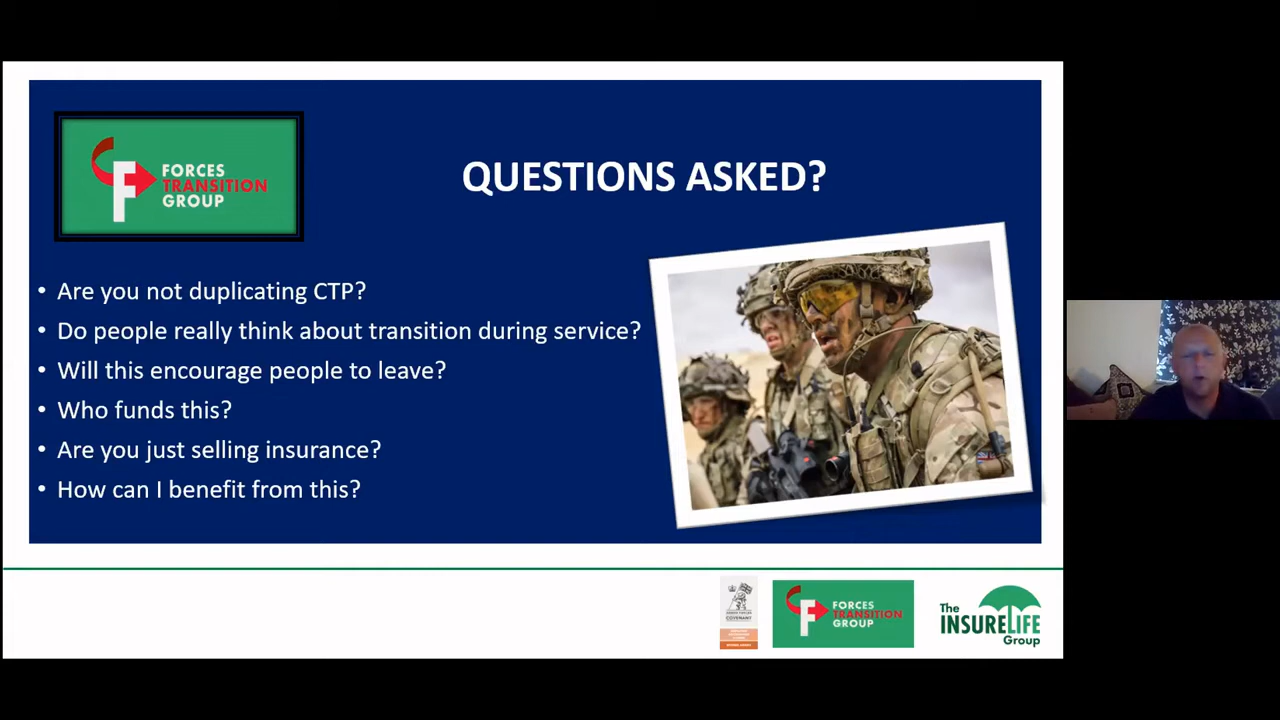 FORCES
TRANSITION
GROUP
QUESTIONS ASKED?
• Are you not duplicating CTP?
• Do people really think about transition during service?
• Will this encourage people to leave?
• Who funds this?
• Are you just selling insurance?
• How can I benefit from this?
COVENANT
FORCES
TRANSITION
GROUP
The
INSURELIFE
Group